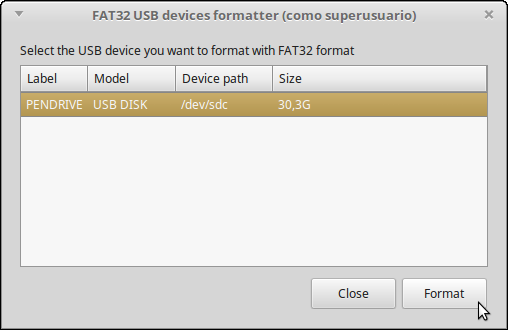 FAT32 USB devices formatter (como superusuario)
Select the USB device you want to format with FAT32 format
Label Model Device path Size
PENDRIVE USB DISK /dev/sdc 30,3G
Close Format